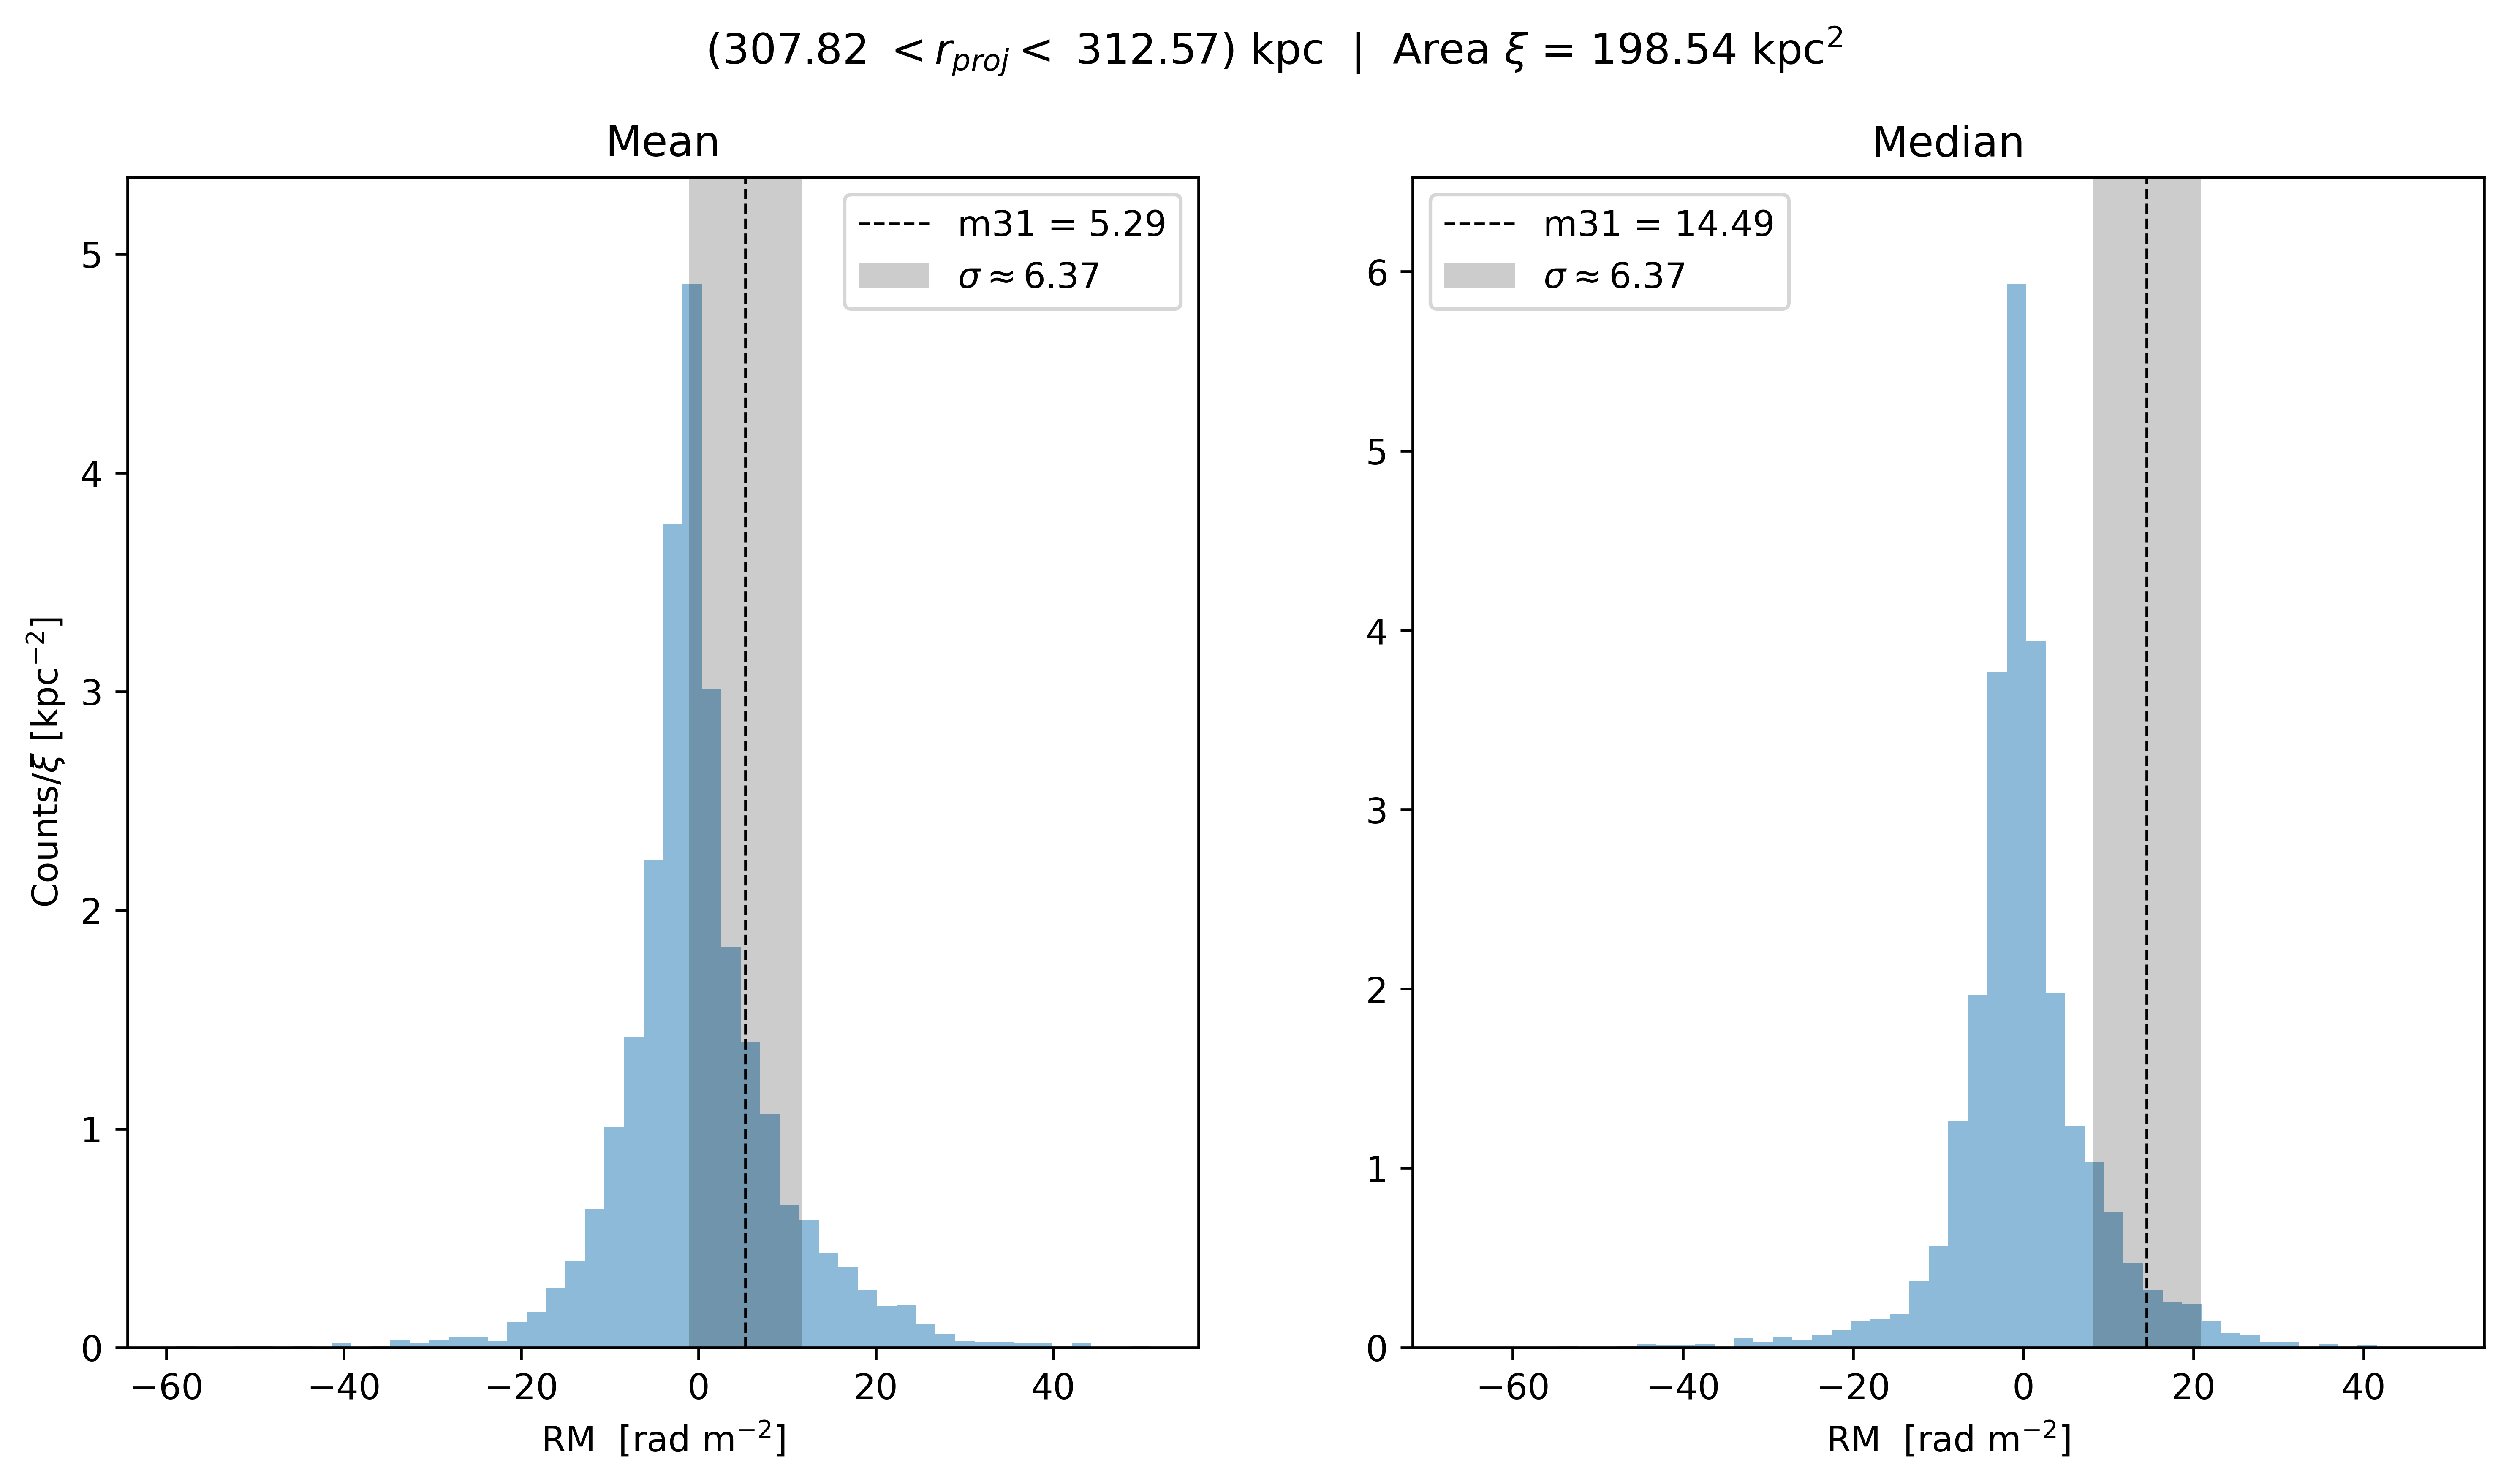 (307.82 < r_proj < 312.57) kpc | Area ξ = 198.54 kpc²
Mean
m31 = 5.29
σ ≈ 6.37
5
4
3
2
1
0
Counts/ξ [kpc⁻²]
−60 −40 −20 0 20 40
RM [rad m⁻²]
Median
m31 = 14.49
σ ≈ 6.37
6
5
4
3
2
1
0
−60 −40 −20 0 20 40
RM [rad m⁻²]